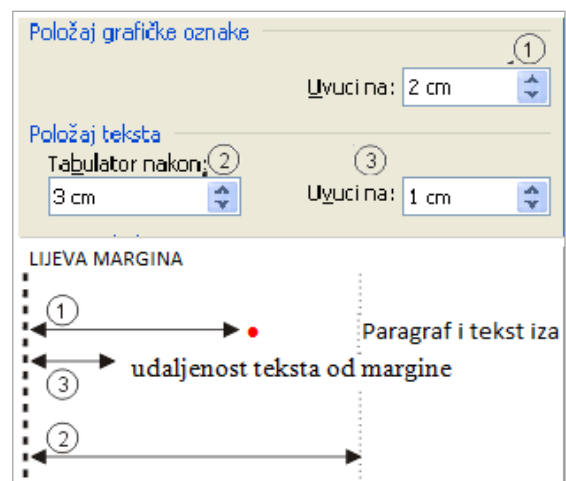 Položaj grafičke oznake
1
Uvuci na: 2 cm
Položaj teksta
Tabulator nakon: 2 3
3 cm Uvuci na: 1 cm
LIJEVA MARGINA
1
Paragraf i tekst iza
udaljenost teksta od margine
3
2